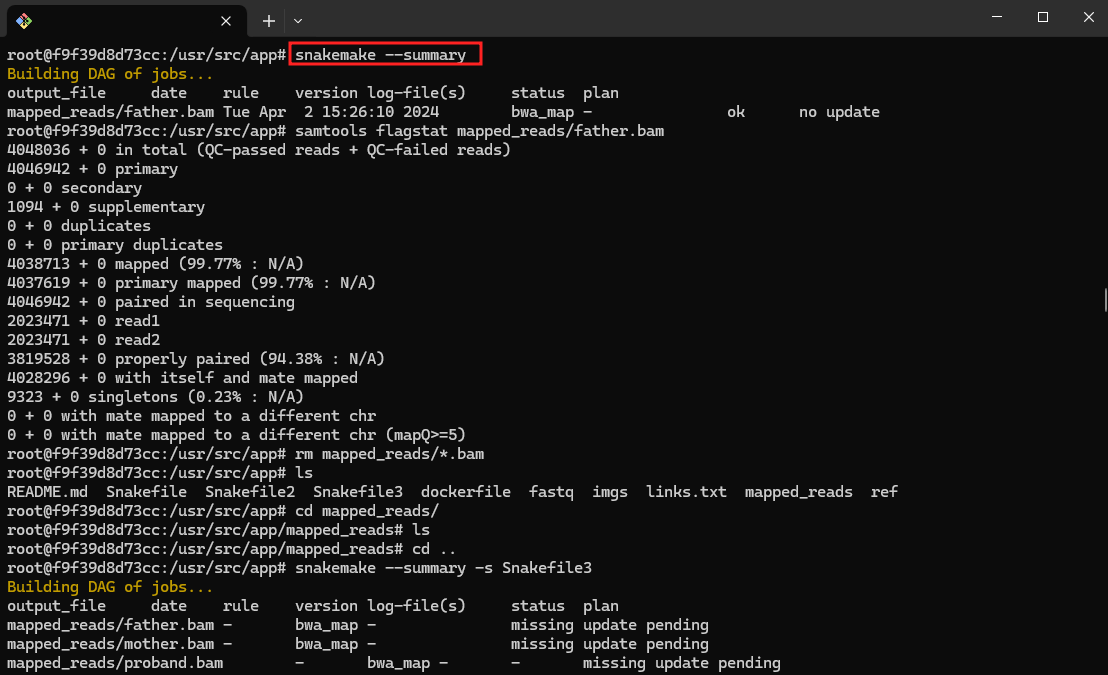 root@f9f39d8d73cc:/usr/src/app# snakemake --summary
Building DAG of jobs...
output_file     date    rule    version log-file(s)     status  plan
mapped_reads/father.bam Tue Apr  2 15:26:10 2024        bwa_map -               ok      no update
root@f9f39d8d73cc:/usr/src/app# samtools flagstat mapped_reads/father.bam
4048036 + 0 in total (QC-passed reads + QC-failed reads)
4046942 + 0 primary
0 + 0 secondary
1094 + 0 supplementary
0 + 0 duplicates
0 + 0 primary duplicates
4038713 + 0 mapped (99.77% : N/A)
4037619 + 0 primary mapped (99.77% : N/A)
4046942 + 0 paired in sequencing
2023471 + 0 read1
2023471 + 0 read2
3819528 + 0 properly paired (94.38% : N/A)
4028296 + 0 with itself and mate mapped
9323 + 0 singletons (0.23% : N/A)
0 + 0 with mate mapped to a different chr
0 + 0 with mate mapped to a different chr (mapQ>=5)
root@f9f39d8d73cc:/usr/src/app# rm mapped_reads/*.bam
root@f9f39d8d73cc:/usr/src/app# ls
README.md  Snakefile  Snakefile2  Snakefile3  dockerfile  fastq  imgs  links.txt  mapped_reads  ref
root@f9f39d8d73cc:/usr/src/app# cd mapped_reads/
root@f9f39d8d73cc:/usr/src/app/mapped_reads# ls
root@f9f39d8d73cc:/usr/src/app/mapped_reads# cd ..
root@f9f39d8d73cc:/usr/src/app# snakemake --summary -s Snakefile3
Building DAG of jobs...
output_file     date    rule    version log-file(s)     status  plan
mapped_reads/father.bam -       bwa_map -               missing update pending
mapped_reads/mother.bam -       bwa_map -               missing update pending
mapped_reads/proband.bam        -       bwa_map -       -       missing update pending